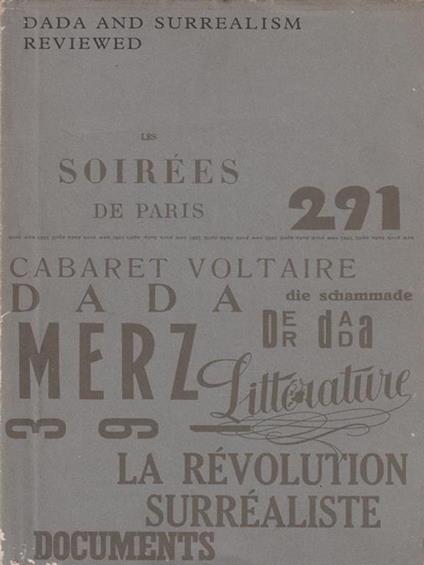 DADA AND SURREALISM
REVIEWED
LES
SOIRÉES
DE PARIS
291
CABARET VOLTAIRE
DADA
die schammade
DER dADa
MERZ
Littérature
391
LA RÉVOLUTION
SURRÉALISTE
DOCUMENTS